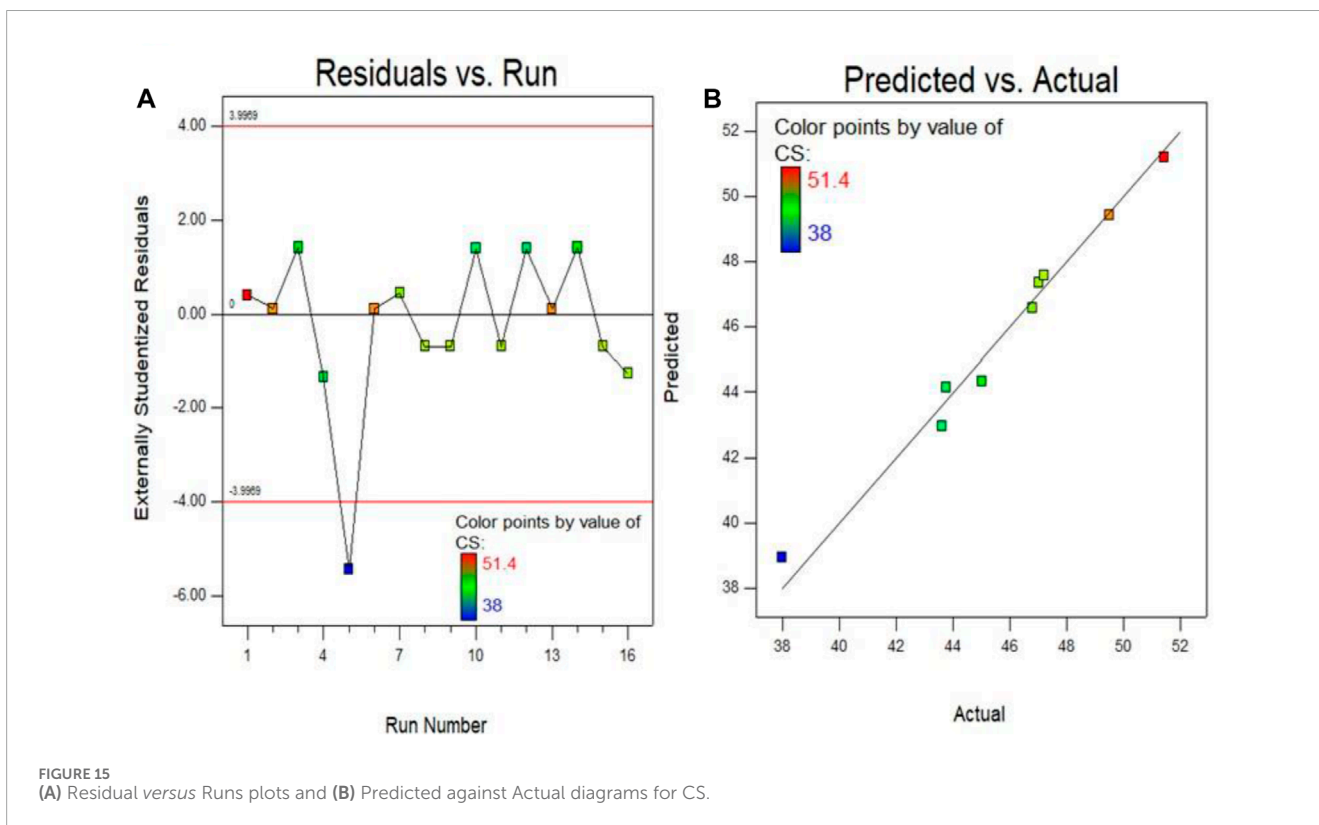 Residuals vs. Run
A
3.9969
4.00
2.00
0
0.00
-2.00
-3.9969
-4.00
-6.00
Externally Studentized Residuals
Color points by value of
CS:
51.4
38
1 4 7 10 13 16
Run Number
Predicted vs. Actual
B
Color points by value of
CS:
51.4
38
52
50
48
46
44
42
40
38
Predicted
38 40 42 44 46 48 50 52
Actual
FIGURE 15
(A) Residual versus Runs plots and (B) Predicted against Actual diagrams for CS.